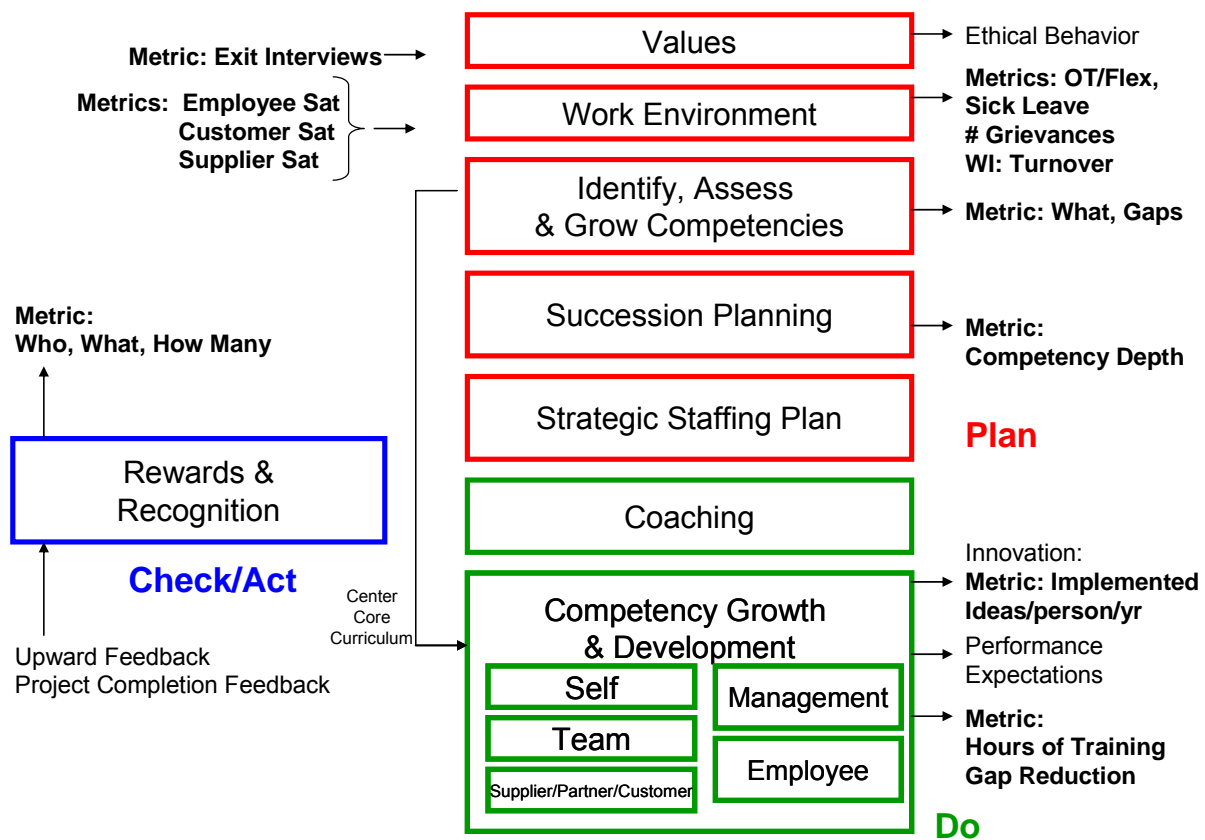 Values
Ethical Behavior
Metric: Exit Interviews
Metrics: Employee Sat
Customer Sat
Supplier Sat
Work Environment
Metrics: OT/Flex,
Sick Leave
# Grievances
WI: Turnover
Identify, Assess
& Grow Competencies
Metric: What, Gaps
Succession Planning
Metric:
Competency Depth
Metric:
Who, What, How Many
Strategic Staffing Plan
Plan
Rewards &
Recognition
Check/Act
Upward Feedback
Project Completion Feedback
Coaching
Center
Core
Curriculum
Competency Growth
& Development
Self
Team
Supplier/Partner/Customer
Management
Employee
Innovation:
Metric: Implemented
Ideas/person/yr
Performance
Expectations
Metric:
Hours of Training
Gap Reduction
Do